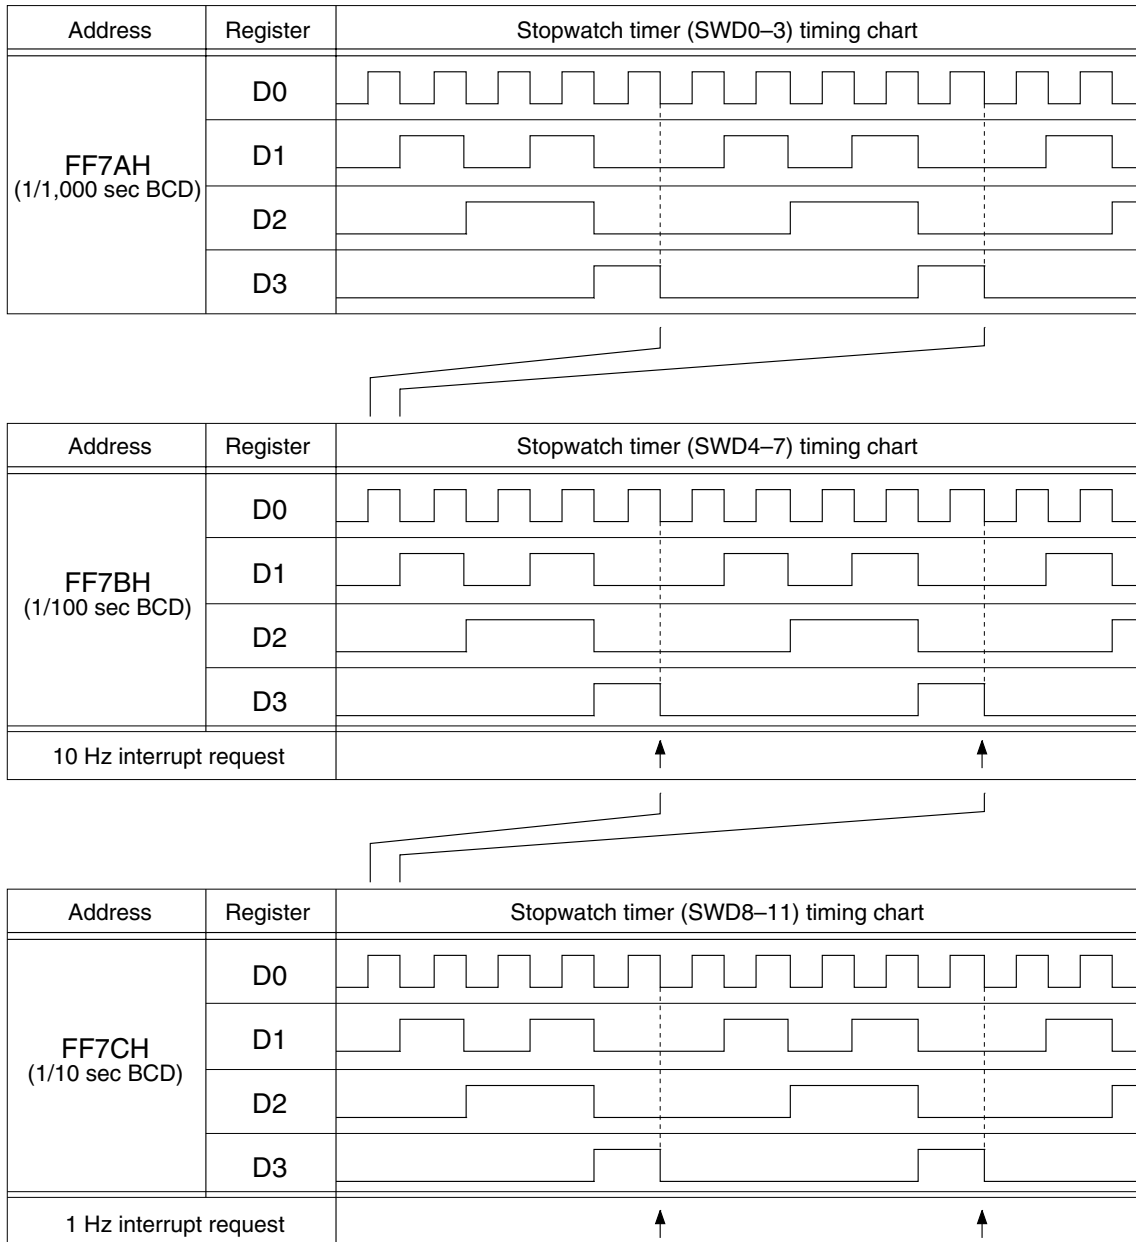 Address Register Stopwatch timer (SWD0–3) timing chart
FF7AH
(1/1,000 sec BCD)
D0
D1
D2
D3
Address Register Stopwatch timer (SWD4–7) timing chart
FF7BH
(1/100 sec BCD)
D0
D1
D2
D3
10 Hz interrupt request
Address Register Stopwatch timer (SWD8–11) timing chart
FF7CH
(1/10 sec BCD)
D0
D1
D2
D3
1 Hz interrupt request